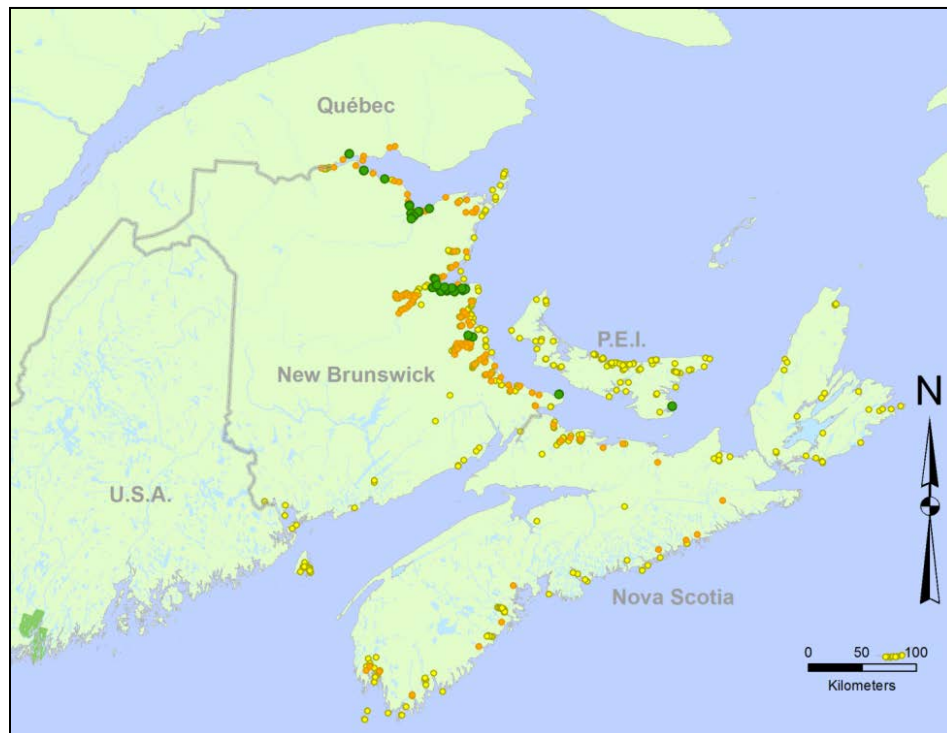 Québec
P.E.I.
New Brunswick
N
U.S.A.
Nova Scotia
0 50 100
Kilometers